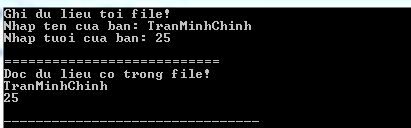 Ghi du lieu toi file!
Nhap ten cua ban: TranMinhChinh
Nhap tuoi cua ban: 25
===========================
Doc du lieu co trong file!
TranMinhChinh
25
--------------------------------